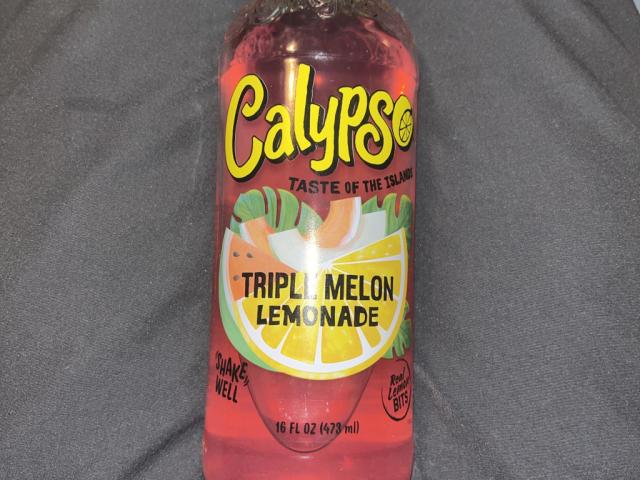 Calypso
TASTE OF THE ISLANDS
TRIPLE MELON
LEMONADE
SHAKE
WELL
Real
Lemon
BITS
16 FL OZ (473 ml)